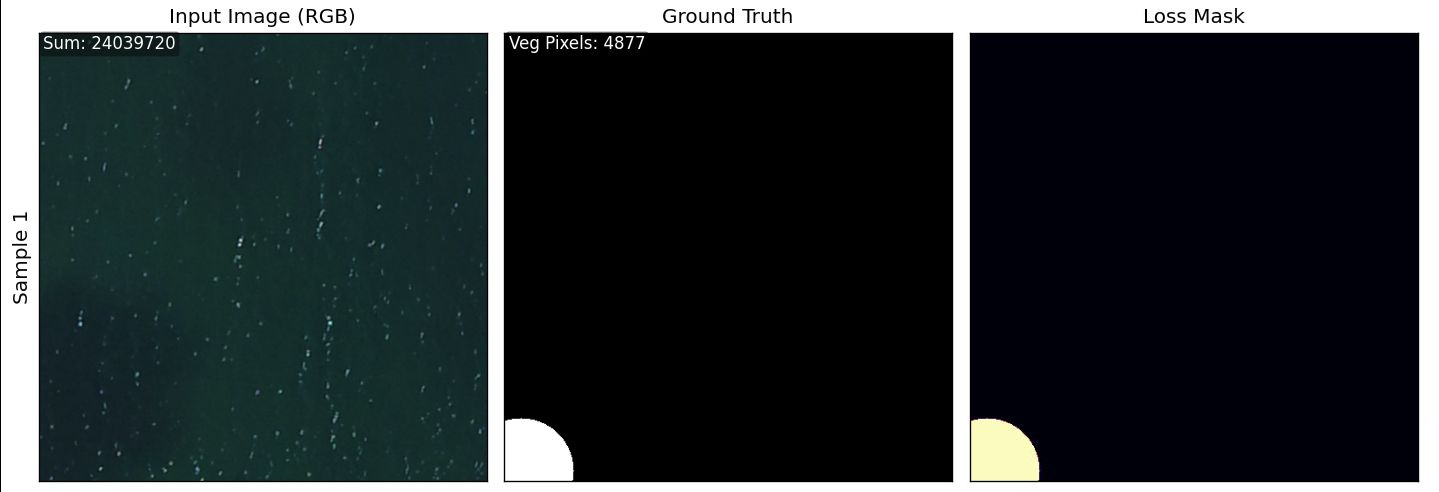 Input Image (RGB)
Ground Truth
Loss Mask
Sum: 24039720
Veg Pixels: 4877
Sample 1